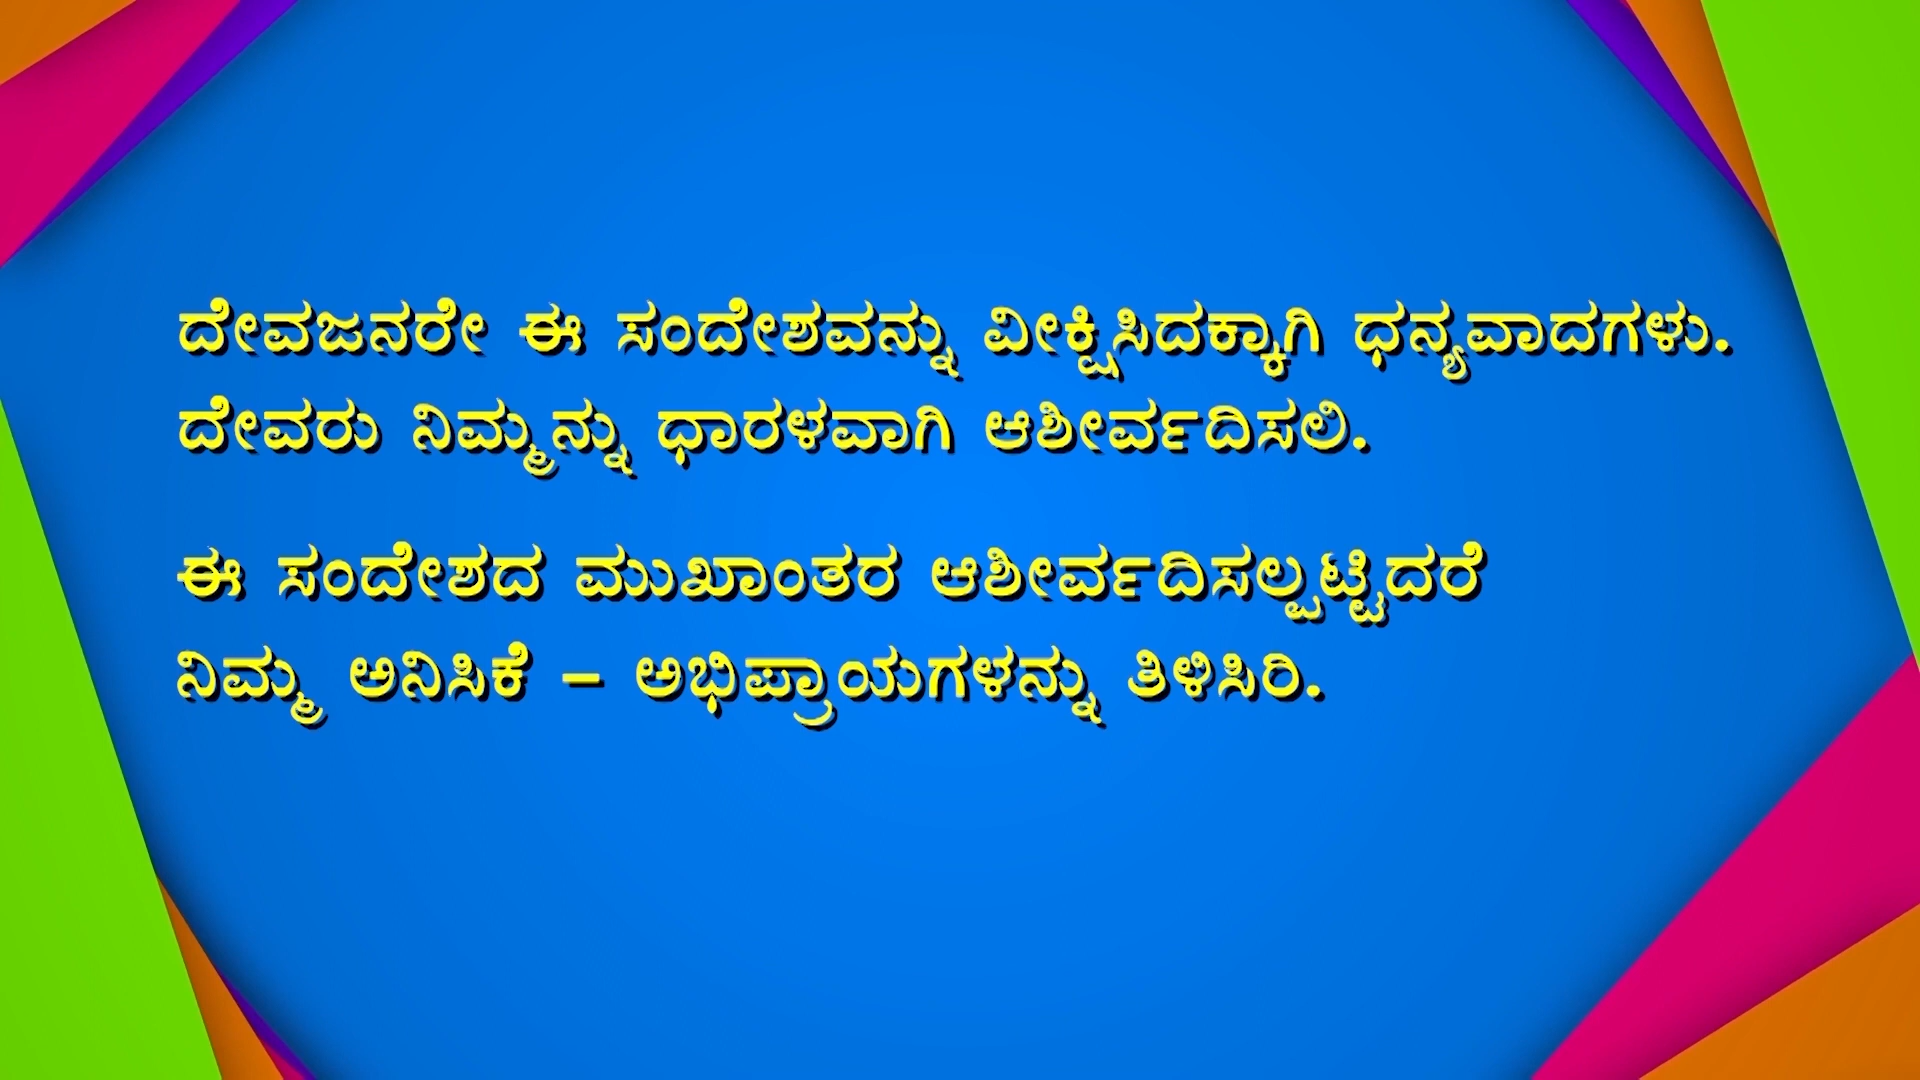 ದೇವಜನರೇ ಈ ಸಂದೇಶವನ್ನು ವೀಕ್ಷಿಸಿದಕ್ಕಾಗಿ ಧನ್ಯವಾದಗಳು.
ದೇವರು ನಿಮ್ಮನ್ನು ಧಾರಳವಾಗಿ ಆಶೀರ್ವದಿಸಲಿ.
ಈ ಸಂದೇಶದ ಮುಖಾಂತರ ಆಶೀರ್ವದಿಸಲ್ಪಟ್ಟಿದರೆ
ನಿಮ್ಮ ಅನಿಸಿಕೆ – ಅಭಿಪ್ರಾಯಗಳನ್ನು ತಿಳಿಸಿರಿ.